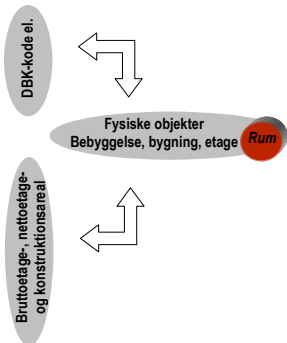 DBK-kode el.
Fysiske objekter
Bebyggelse, bygning, etage
Rum
Bruttoetage-, nettoetage-
og konstruktionsareal